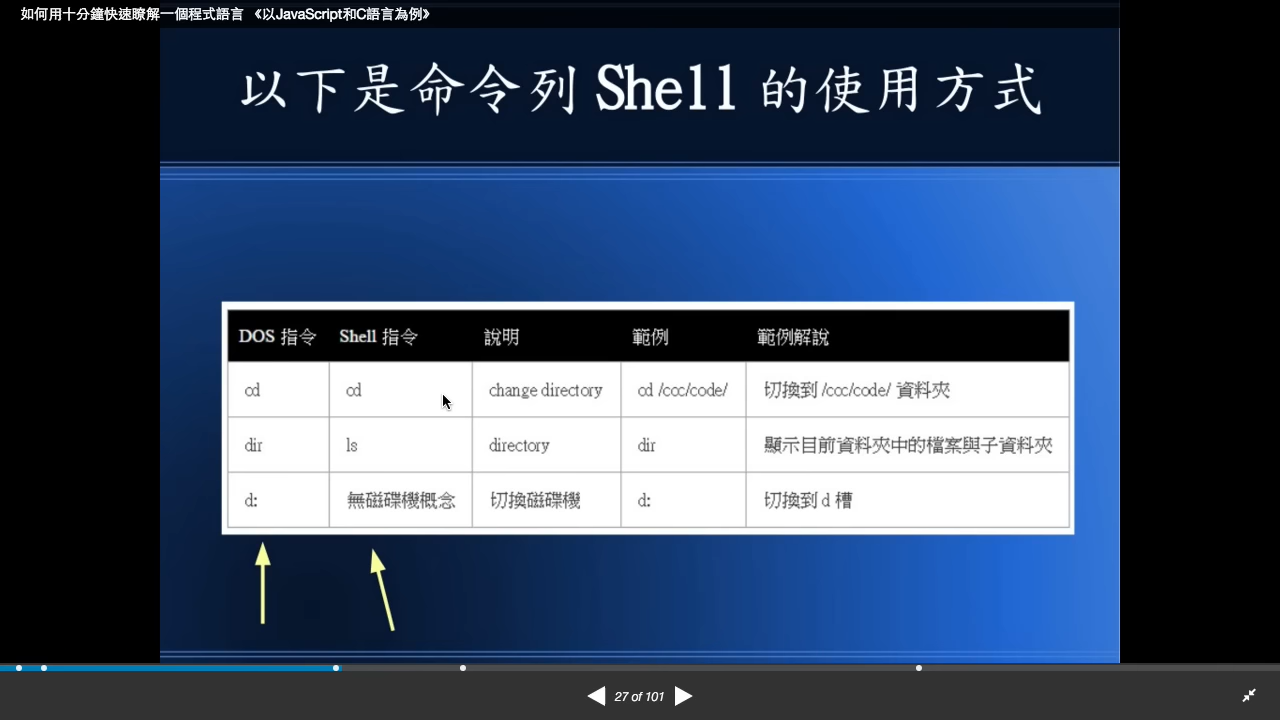 如何用十分鐘快速瞭解一個程式語言 《以JavaScript和C語言為例》
以下是命令列 Shell 的使用方式
DOS 指令 Shell 指令 說明 範例 範例解說
cd cd change directory cd /ccc/code/ 切換到 /ccc/code/ 資料夾
dir ls directory dir 顯示目前資料夾中的檔案與子資料夾
d: 無磁碟機概念 切換磁碟機 d: 切換到 d 槽
27 of 101